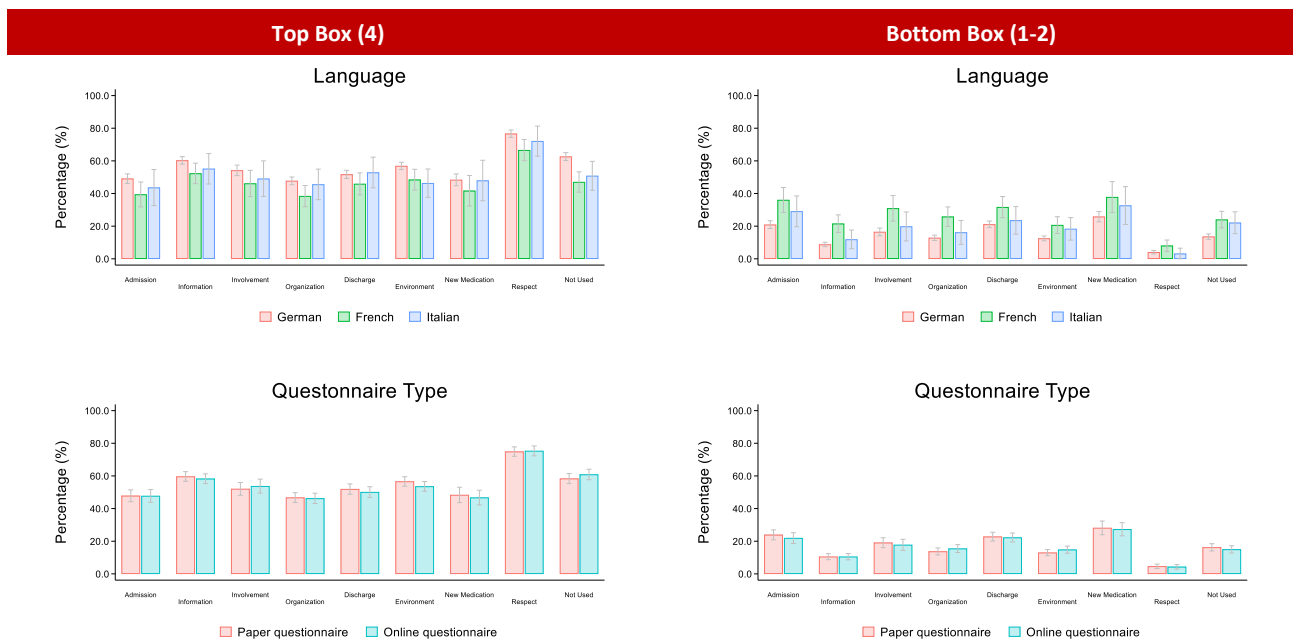 Top Box (4)
Bottom Box (1-2)
Language
Percentage (%)
100.0
80.0
60.0
40.0
20.0
0.0
Admission
Information
Involvement
Organization
Discharge
Environment
New Medication
Respect
Not Used
German French Italian
Language
Percentage (%)
100.0
80.0
60.0
40.0
20.0
0.0
Admission
Information
Involvement
Organization
Discharge
Environment
New Medication
Respect
Not Used
German French Italian
Questonnaire Type
Percentage (%)
100.0
80.0
60.0
40.0
20.0
0.0
Admission
Information
Involvement
Organization
Discharge
Environment
New Medication
Respect
Not Used
Paper questionnaire Online questionnaire
Questonnaire Type
Percentage (%)
100.0
80.0
60.0
40.0
20.0
0.0
Admission
Information
Involvement
Organization
Discharge
Environment
New Medication
Respect
Not Used
Paper questionnaire Online questionnaire